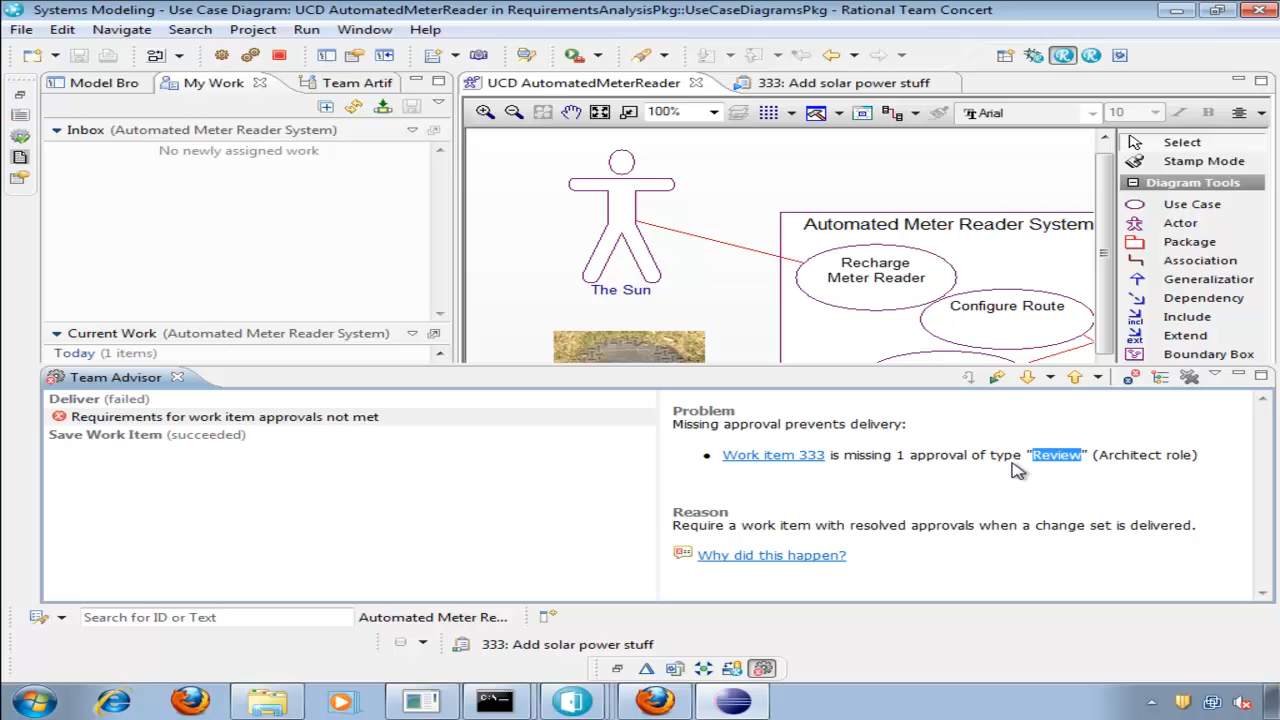 Systems Modeling - Use Case Diagram: UCD AutomatedMeterReader in RequirementsAnalysisPkg::UseCaseDiagramsPkg - Rational Team Concert
File Edit Navigate Search Project Run Window Help
Model Bro My Work Team Artif
UCD AutomatedMeterReader 333: Add solar power stuff
100% Arial 10 I B
Inbox (Automated Meter Reader System)
No newly assigned work
Current Work (Automated Meter Reader System)
Today (1 items)
The Sun
Automated Meter Reader System
Recharge
Meter Reader
Configure Route
Select
Stamp Mode
Diagram Tools
Use Case
Actor
Package
Association
Generalization
Dependency
incl Include
ext Extend
Boundary Box
Team Advisor
Deliver (failed)
Requirements for work item approvals not met
Save Work Item (succeeded)
Problem
Missing approval prevents delivery:
• Work item 333 is missing 1 approval of type "Review" (Architect role)
Reason
Require a work item with resolved approvals when a change set is delivered.
Why did this happen?
Search for ID or Text Automated Meter Re...
333: Add solar power stuff